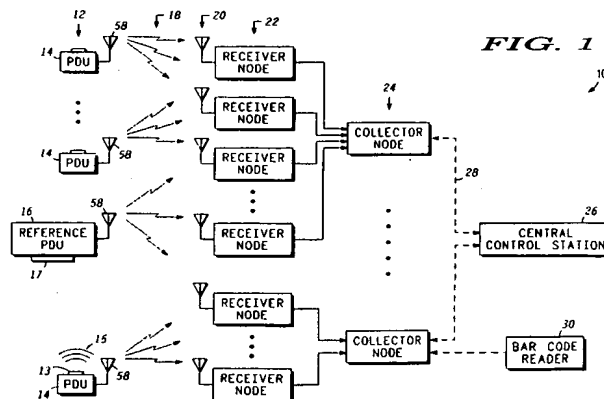 12
58
18
20
22
FIG. 1
14
PDU
RECEIVER
NODE
24
10
RECEIVER
NODE
58
14
PDU
RECEIVER
NODE
COLLECTOR
NODE
28
16
58
REFERENCE
PDU
17
RECEIVER
NODE
26
CENTRAL
CONTROL STATION
RECEIVER
NODE
15
13
58
14
PDU
COLLECTOR
NODE
30
BAR CODE
READER
RECEIVER
NODE